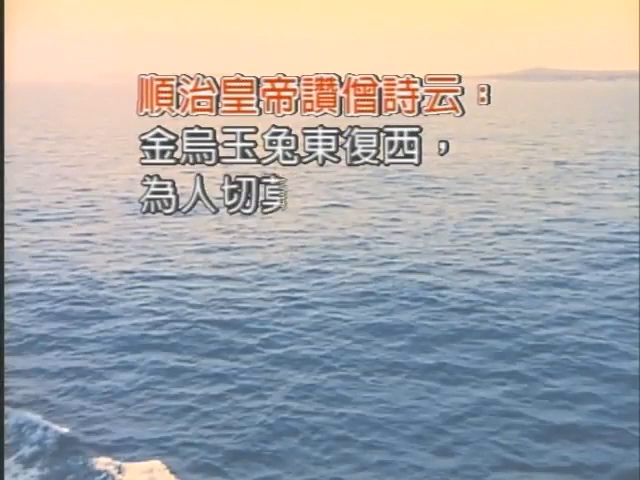 順治皇帝讚僧詩云：
金烏玉兔東復西，
為人切